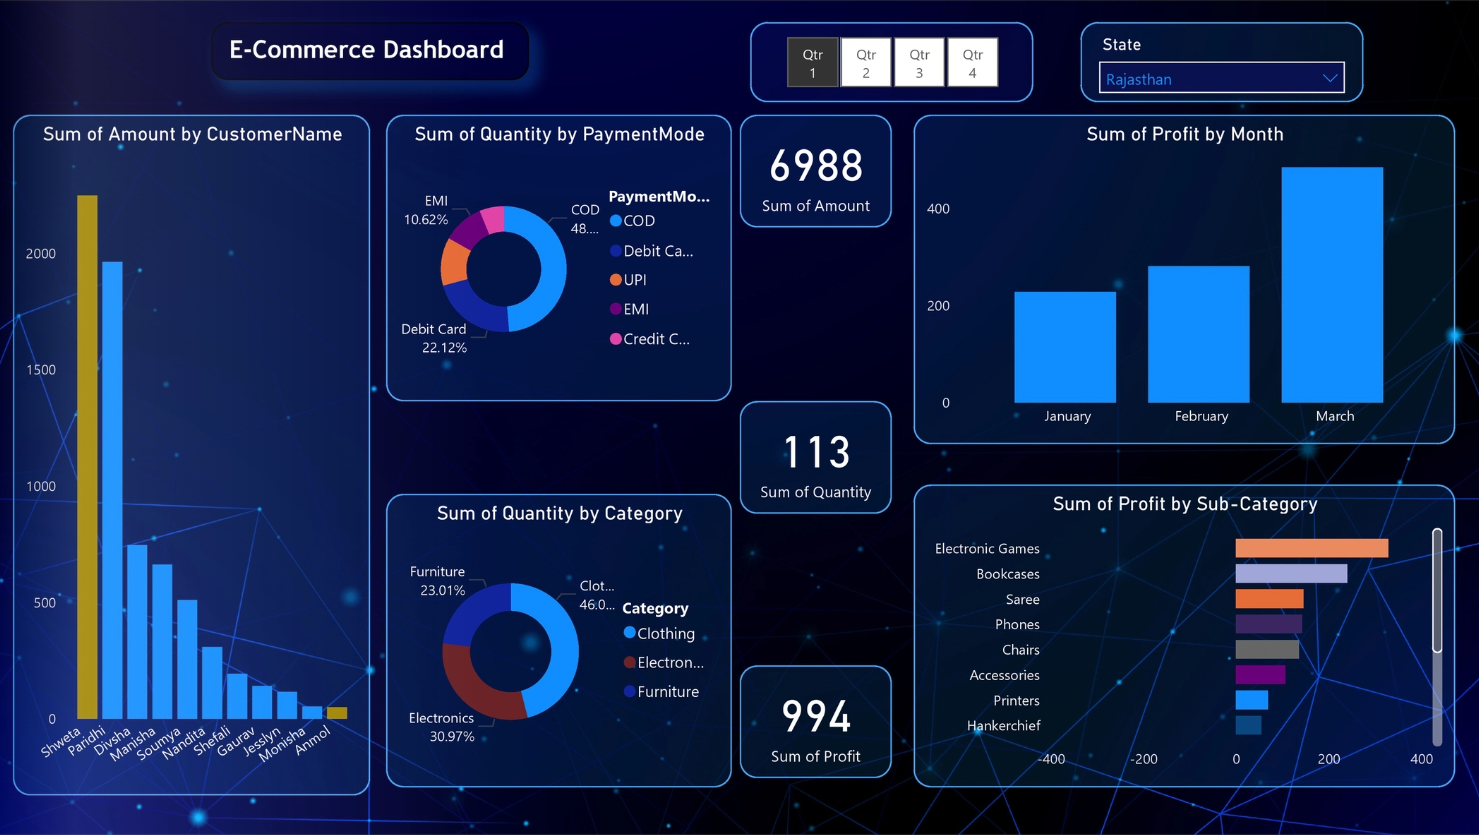 E-Commerce Dashboard
Qtr
1
Qtr
2
Qtr
3
Qtr
4
State
Rajasthan
Sum of Amount by CustomerName
2000
1500
1000
500
0
Shweta
Paridhi
Divsha
Manisha
Soumya
Nandita
Shefali
Gaurav
Jesslyn
Monisha
Anmol
Sum of Quantity by PaymentMode
EMI
10.62%
COD
48....
Debit Card
22.12%
PaymentMo...
COD
Debit Ca...
UPI
EMI
Credit C...
6988
Sum of Amount
Sum of Profit by Month
400
200
0
January
February
March
113
Sum of Quantity
Sum of Quantity by Category
Furniture
23.01%
Clot...
46.0...
Electronics
30.97%
Category
Clothing
Electron...
Furniture
994
Sum of Profit
Sum of Profit by Sub-Category
Electronic Games
Bookcases
Saree
Phones
Chairs
Accessories
Printers
Hankerchief
-400
-200
0
200
400